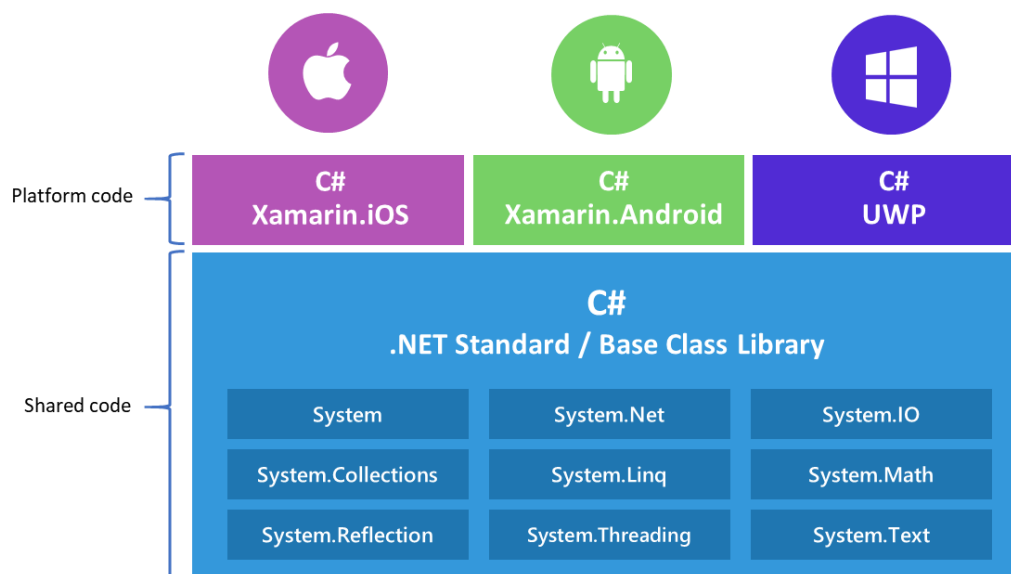 Platform code
C#
Xamarin.iOS
C#
Xamarin.Android
C#
UWP
Shared code
C#
.NET Standard / Base Class Library
System
System.Net
System.IO
System.Collections
System.Linq
System.Math
System.Reflection
System.Threading
System.Text